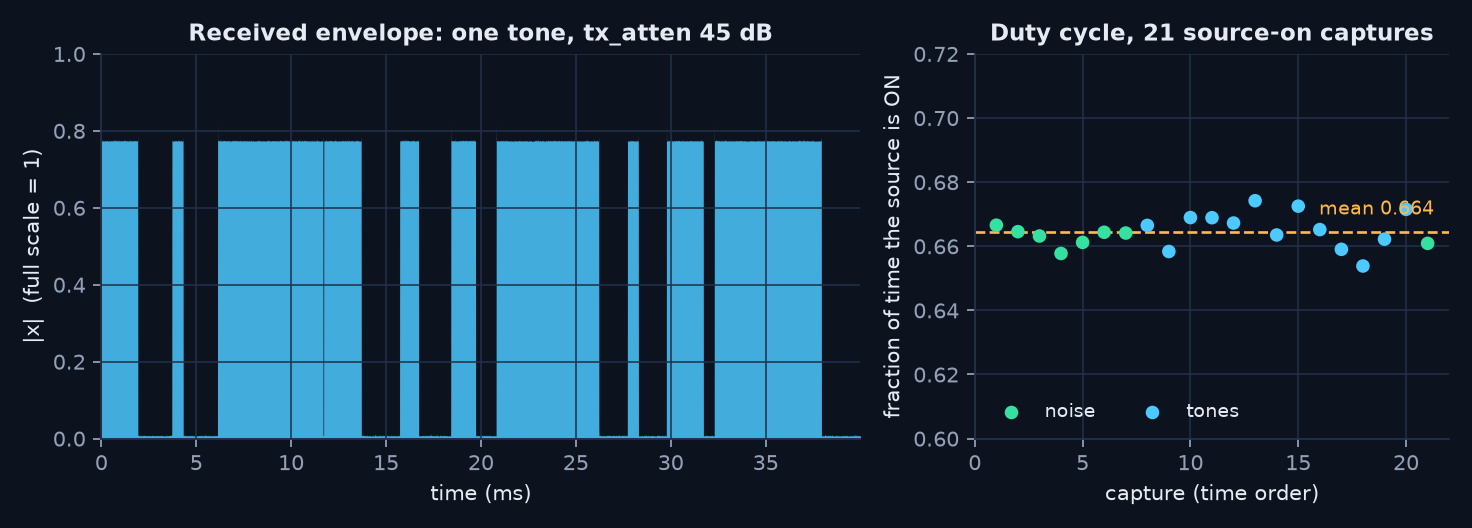 Received envelope: one tone, tx_atten 45 dB
|x| (full scale = 1)
1.0
0.8
0.6
0.4
0.2
0.0
0 5 10 15 20 25 30 35
time (ms)
Duty cycle, 21 source-on captures
fraction of time the source is ON
0.72
0.70
0.68
0.66
0.64
0.62
0.60
mean 0.664
noise tones
0 5 10 15 20
capture (time order)